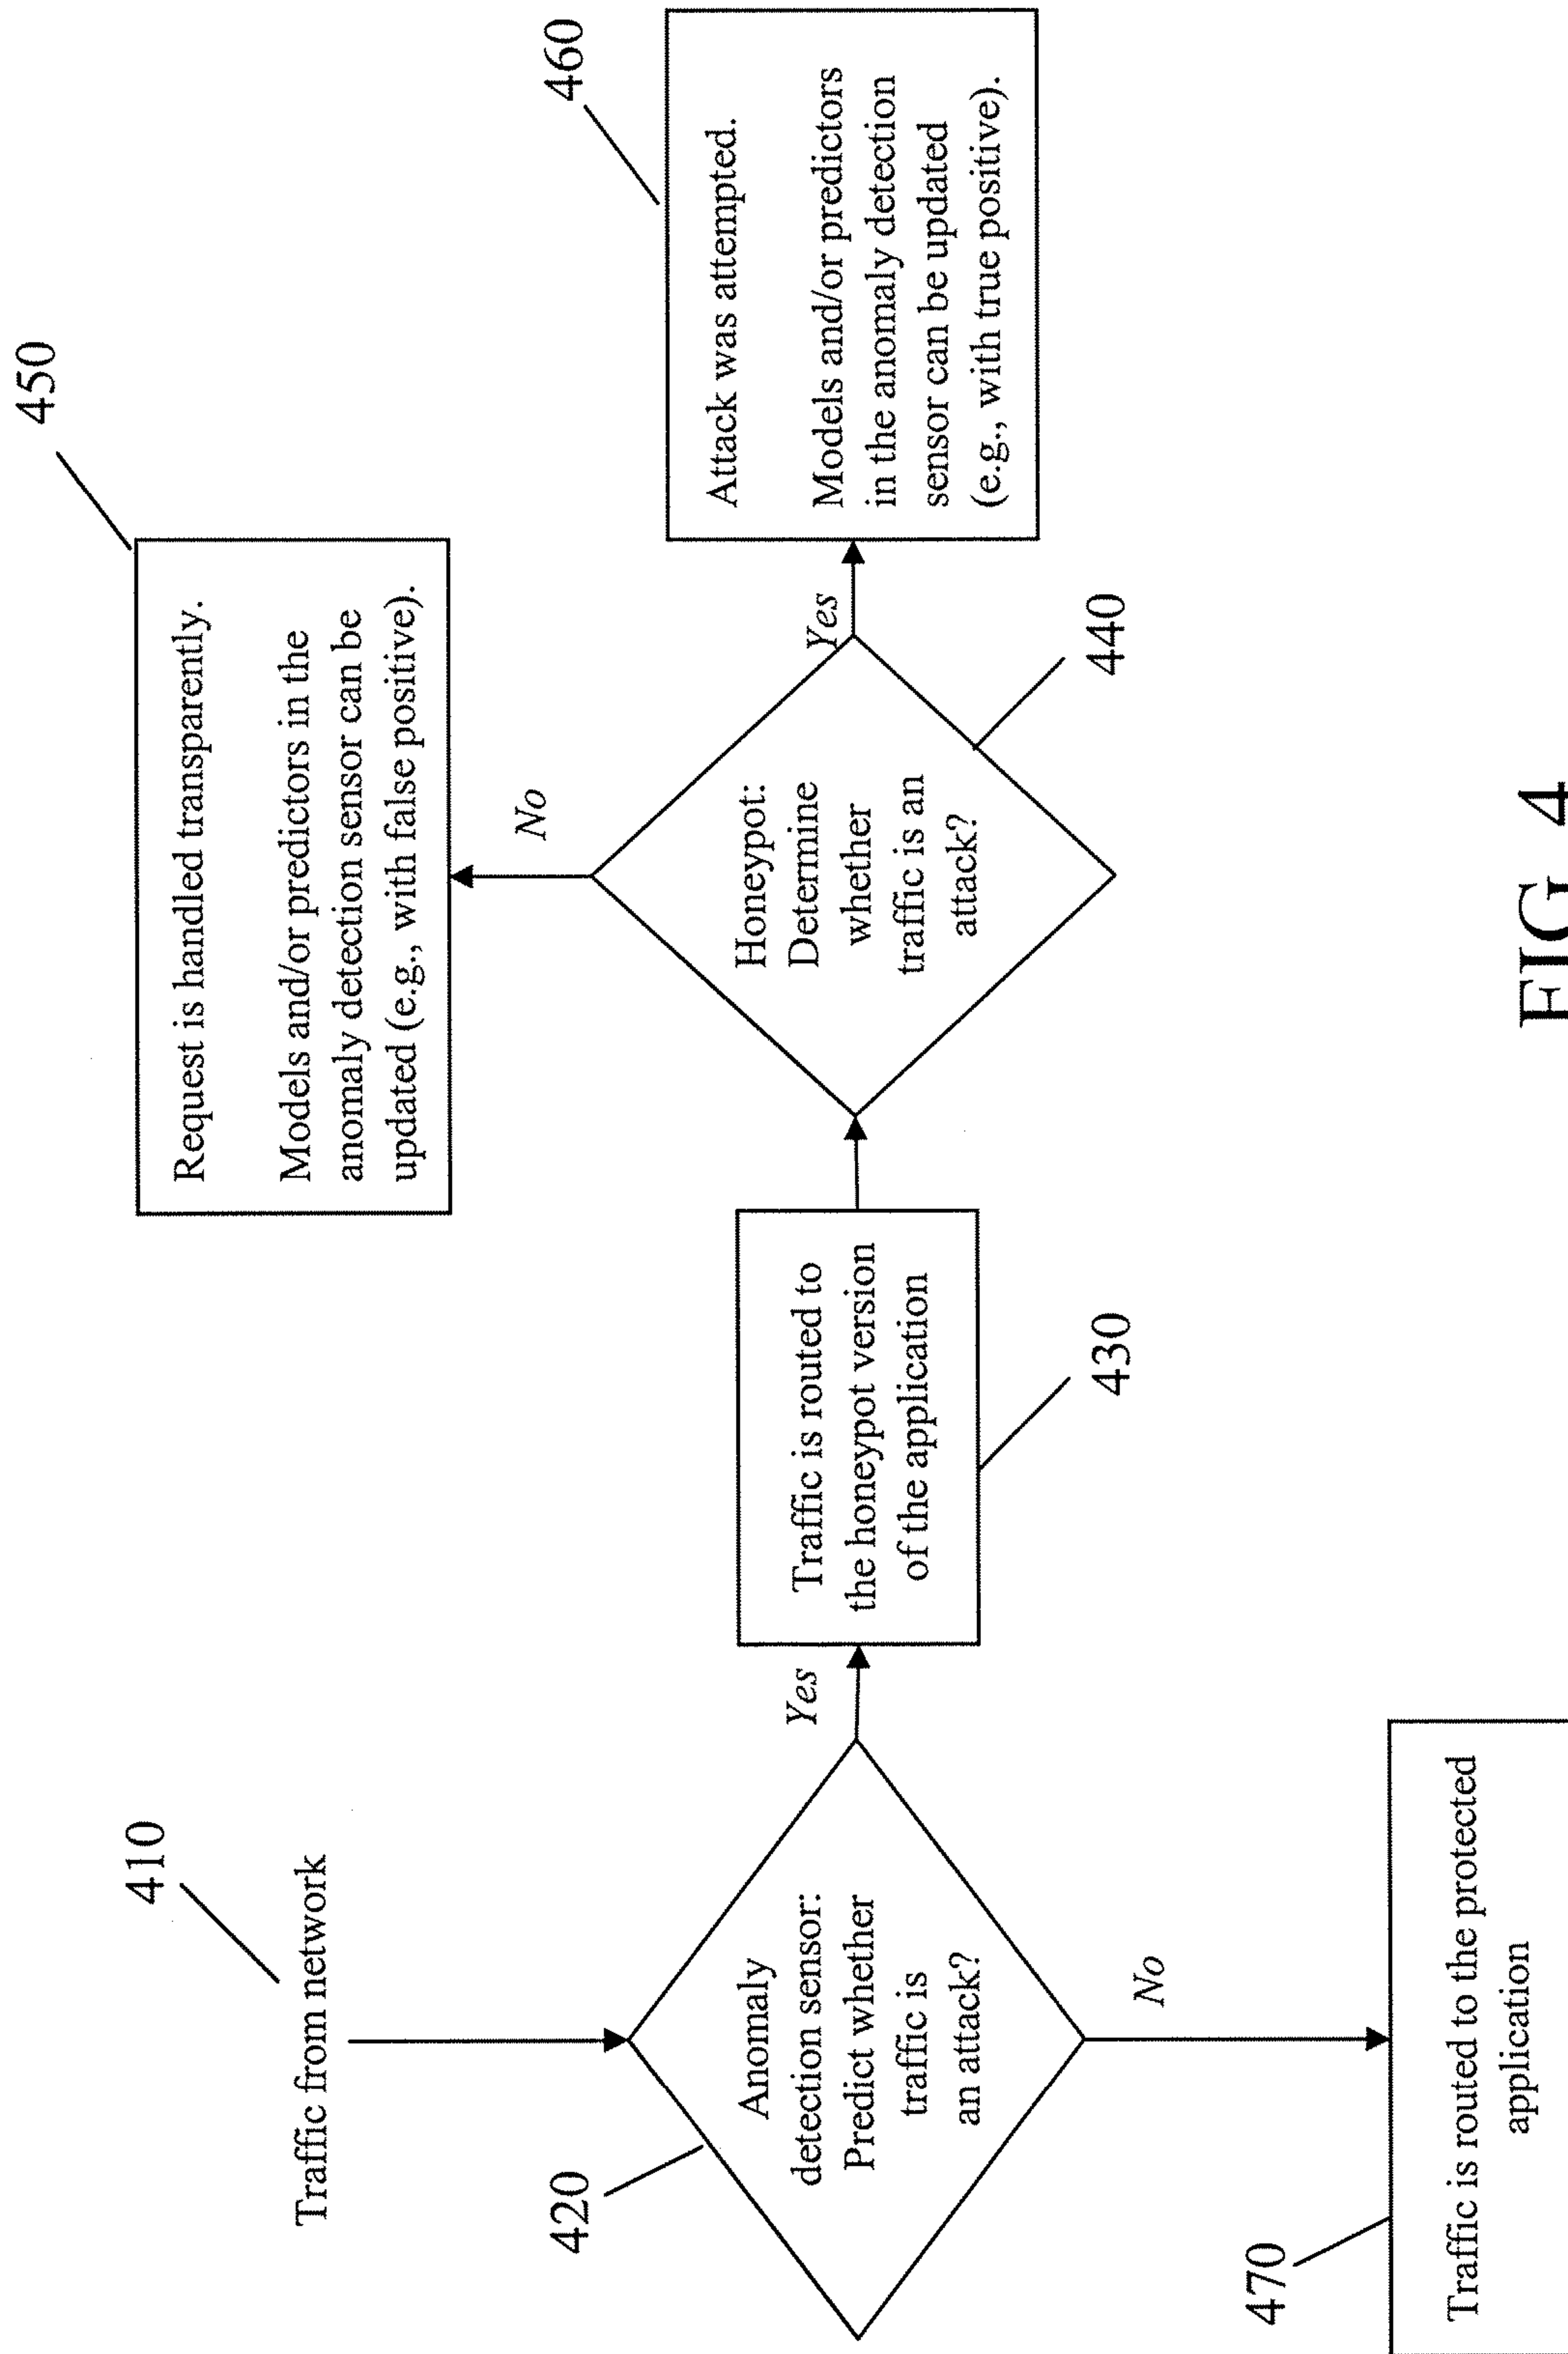 410
Traffic from network
420
Anomaly
detection sensor:
Predict whether
traffic is
an attack?
Yes
No
470
Traffic is routed to the protected
application
Traffic is routed to
the honeypot version
of the application
430
Honeypot:
Determine
whether
traffic is an
attack?
440
No
Yes
450
Request is handled transparently.
Models and/or predictors in the
anomaly detection sensor can be
updated (e.g., with false positive).
460
Attack was attempted.
Models and/or predictors
in the anomaly detection
sensor can be updated
(e.g., with true positive).
FIG. 4